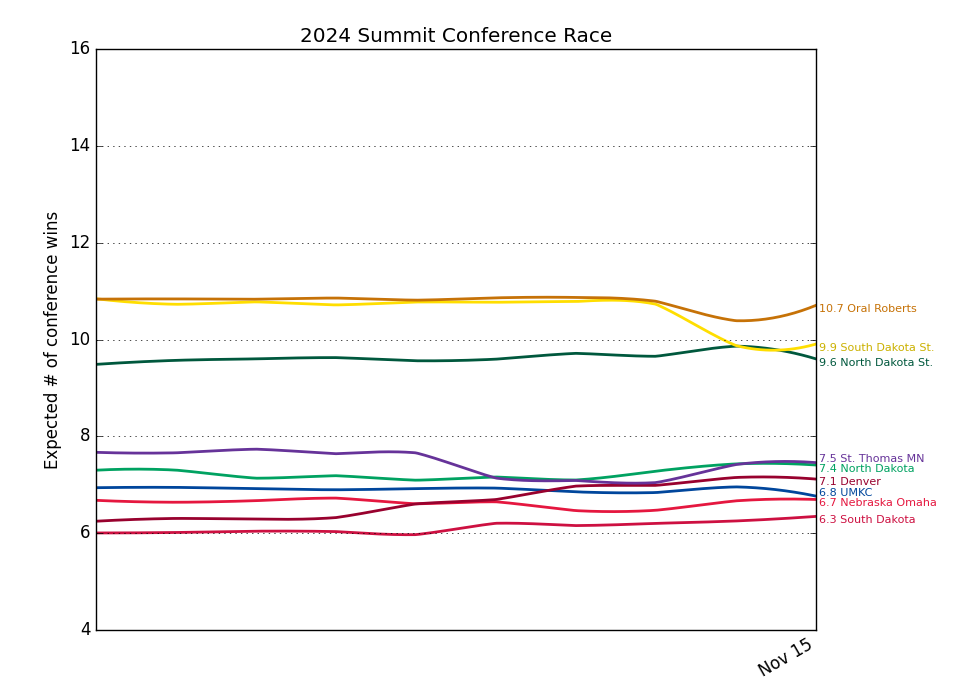 2024 Summit Conference Race
Expected # of conference wins
16
14
12
10
8
6
4
10.7 Oral Roberts
9.9 South Dakota St.
9.6 North Dakota St.
7.5 St. Thomas MN
7.4 North Dakota
7.1 Denver
6.8 UMKC
6.7 Nebraska Omaha
6.3 South Dakota
Nov 15